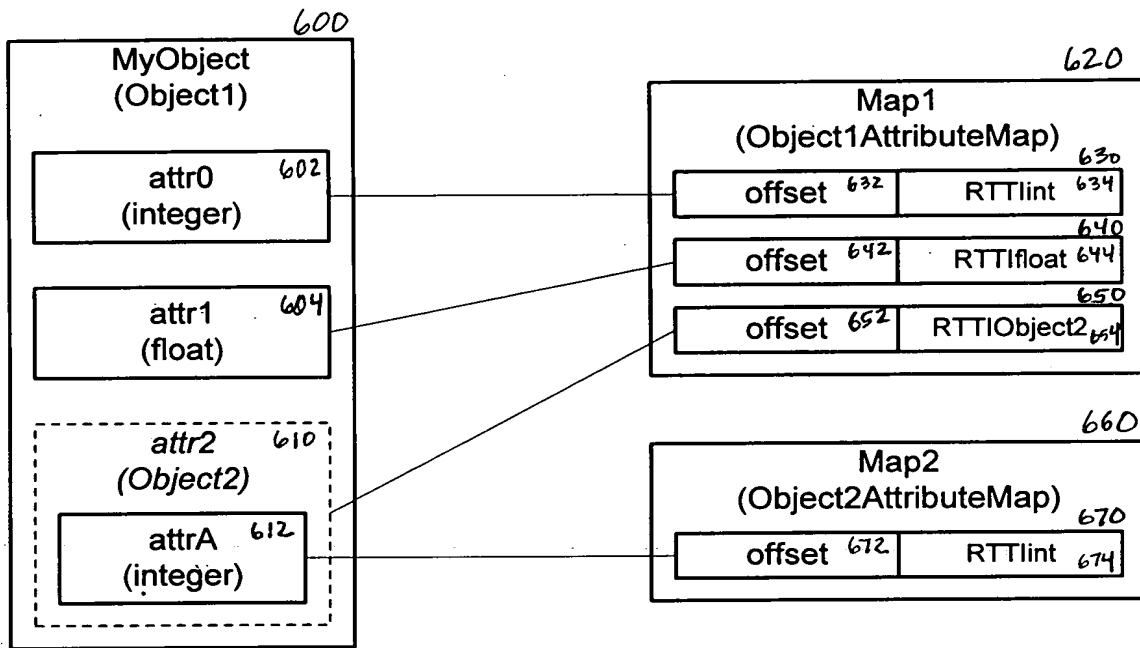 600
MyObject
(Object1)
attr0 602
(integer)
attr1 604
(float)
attr2 610
(Object2)
attrA 612
(integer)
620
Map1
(Object1AttributeMap)
630
offset 632 RTTIint 634
640
offset 642 RTTIfloat 644
650
offset 652 RTTIObject2 654
660
Map2
(Object2AttributeMap)
670
offset 672 RTTIint 674